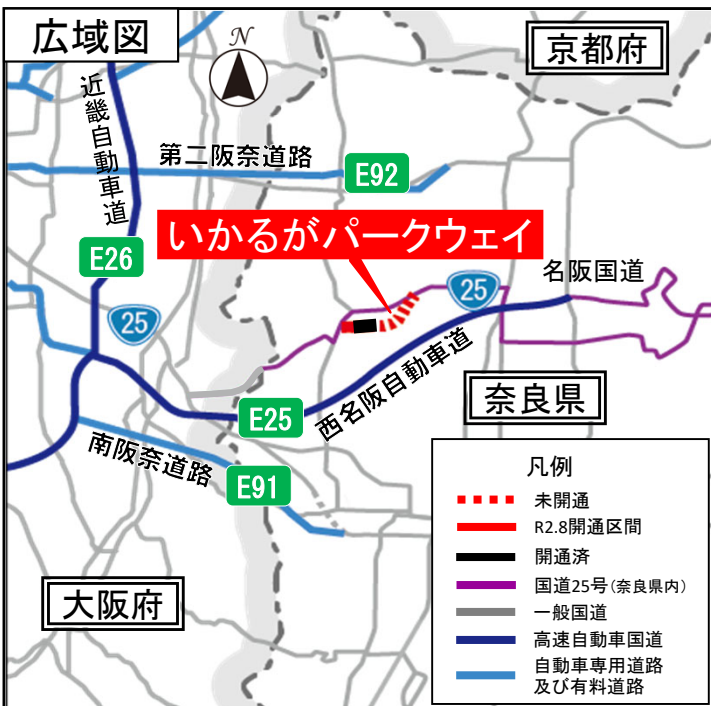 広域図
N
京都府
近畿自動車道
第二阪奈道路
E92
いかるがパークウェイ
E26
名阪国道
25
25
西名阪自動車道
奈良県
E25
南阪奈道路
E91
大阪府
凡例
未開通
R2.8開通区間
開通済
国道25号(奈良県内)
一般国道
高速自動車国道
自動車専用道路
及び有料道路